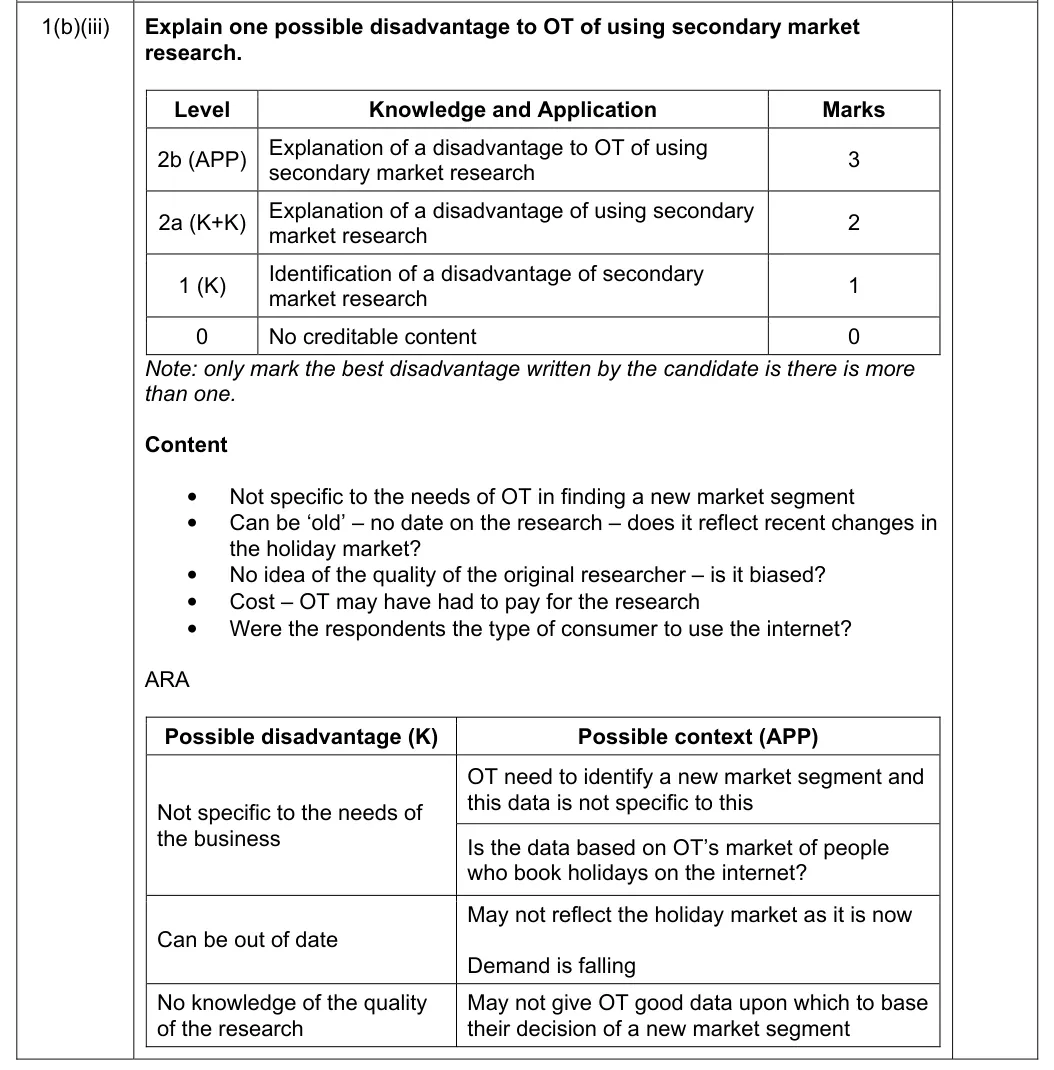 1(b)(iii)
Explain one possible disadvantage to OT of using secondary market
research.
Level
Knowledge and Application
Marks
2b (APP)
Explanation of a disadvantage to OT of using
secondary market research
3
2a (K+K)
Explanation of a disadvantage of using secondary
market research
2
1 (K)
Identification of a disadvantage of secondary
market research
1
0
No creditable content
0
Note: only mark the best disadvantage written by the candidate is there is more
than one.
Content
• Not specific to the needs of OT in finding a new market segment
• Can be ‘old’ – no date on the research – does it reflect recent changes in
the holiday market?
• No idea of the quality of the original researcher – is it biased?
• Cost – OT may have had to pay for the research
• Were the respondents the type of consumer to use the internet?
ARA
Possible disadvantage (K)
Possible context (APP)
Not specific to the needs of
the business
OT need to identify a new market segment and
this data is not specific to this
Is the data based on OT’s market of people
who book holidays on the internet?
Can be out of date
May not reflect the holiday market as it is now
Demand is falling
No knowledge of the quality
of the research
May not give OT good data upon which to base
their decision of a new market segment